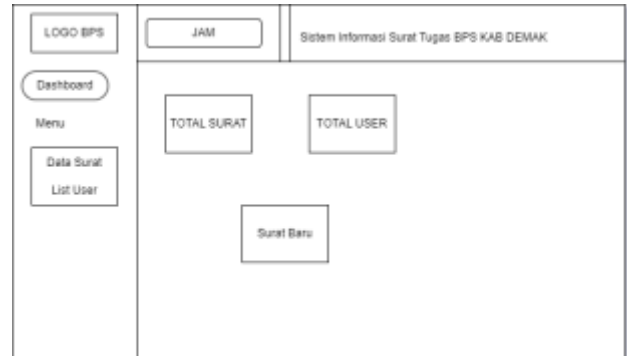 LOGO BPS
JAM
Sistem Informasi Surat Tugas BPS KAB DEMAK
Dashboard
Menu
Data Surat
List User
TOTAL SURAT
TOTAL USER
Surat Baru